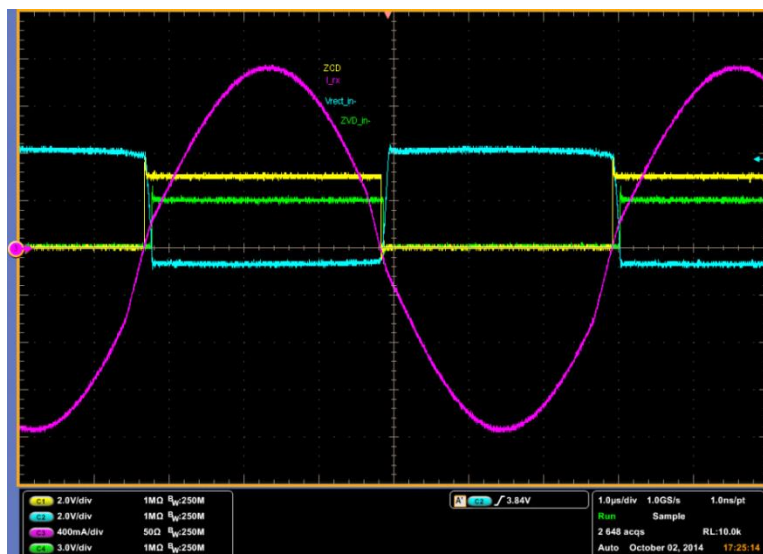 ZCD
I_rx
Vrect_in-
ZVD_in-
C1 2.0V/div 1MΩ BW:250M
C2 2.0V/div 1MΩ BW:250M
C3 400mA/div 50Ω BW:250M
C4 3.0V/div 1MΩ BW:250M
A' C2 3.84V
1.0µs/div 1.0GS/s 1.0ns/pt
Run Sample
2 648 acqs RL:10.0k
Auto October 02, 2014 17:25:14